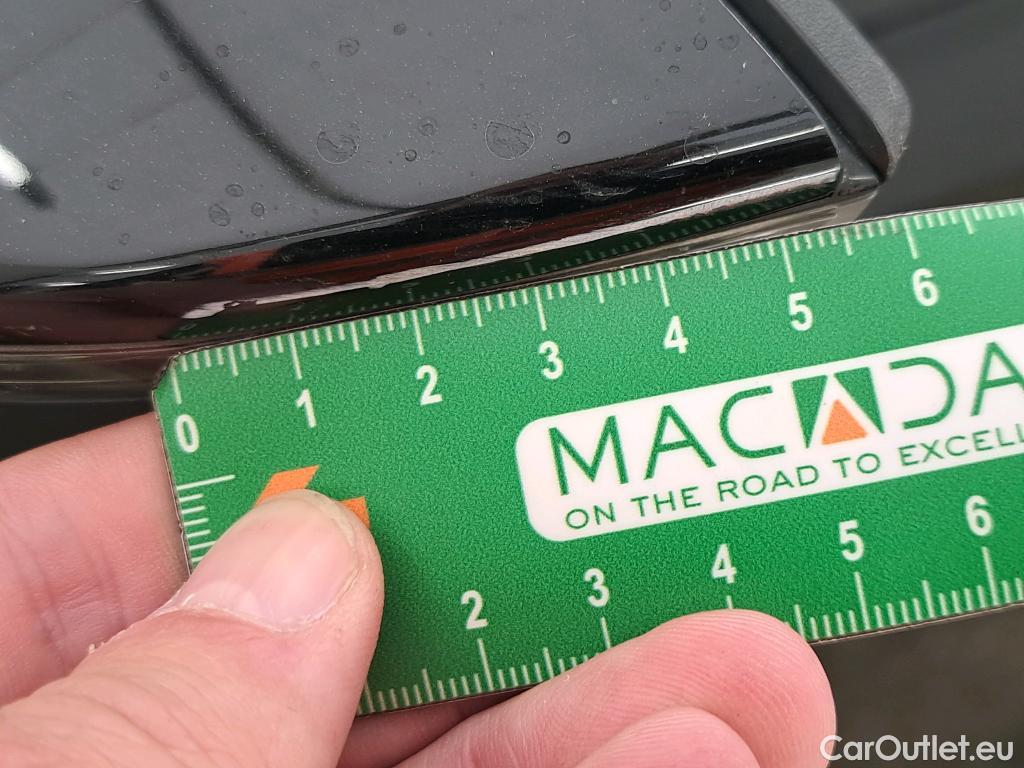 0 1 2 3 4 5 6
MACADA
ON THE ROAD TO EXCELL
2 3 4 5 6
CarOutlet.eu